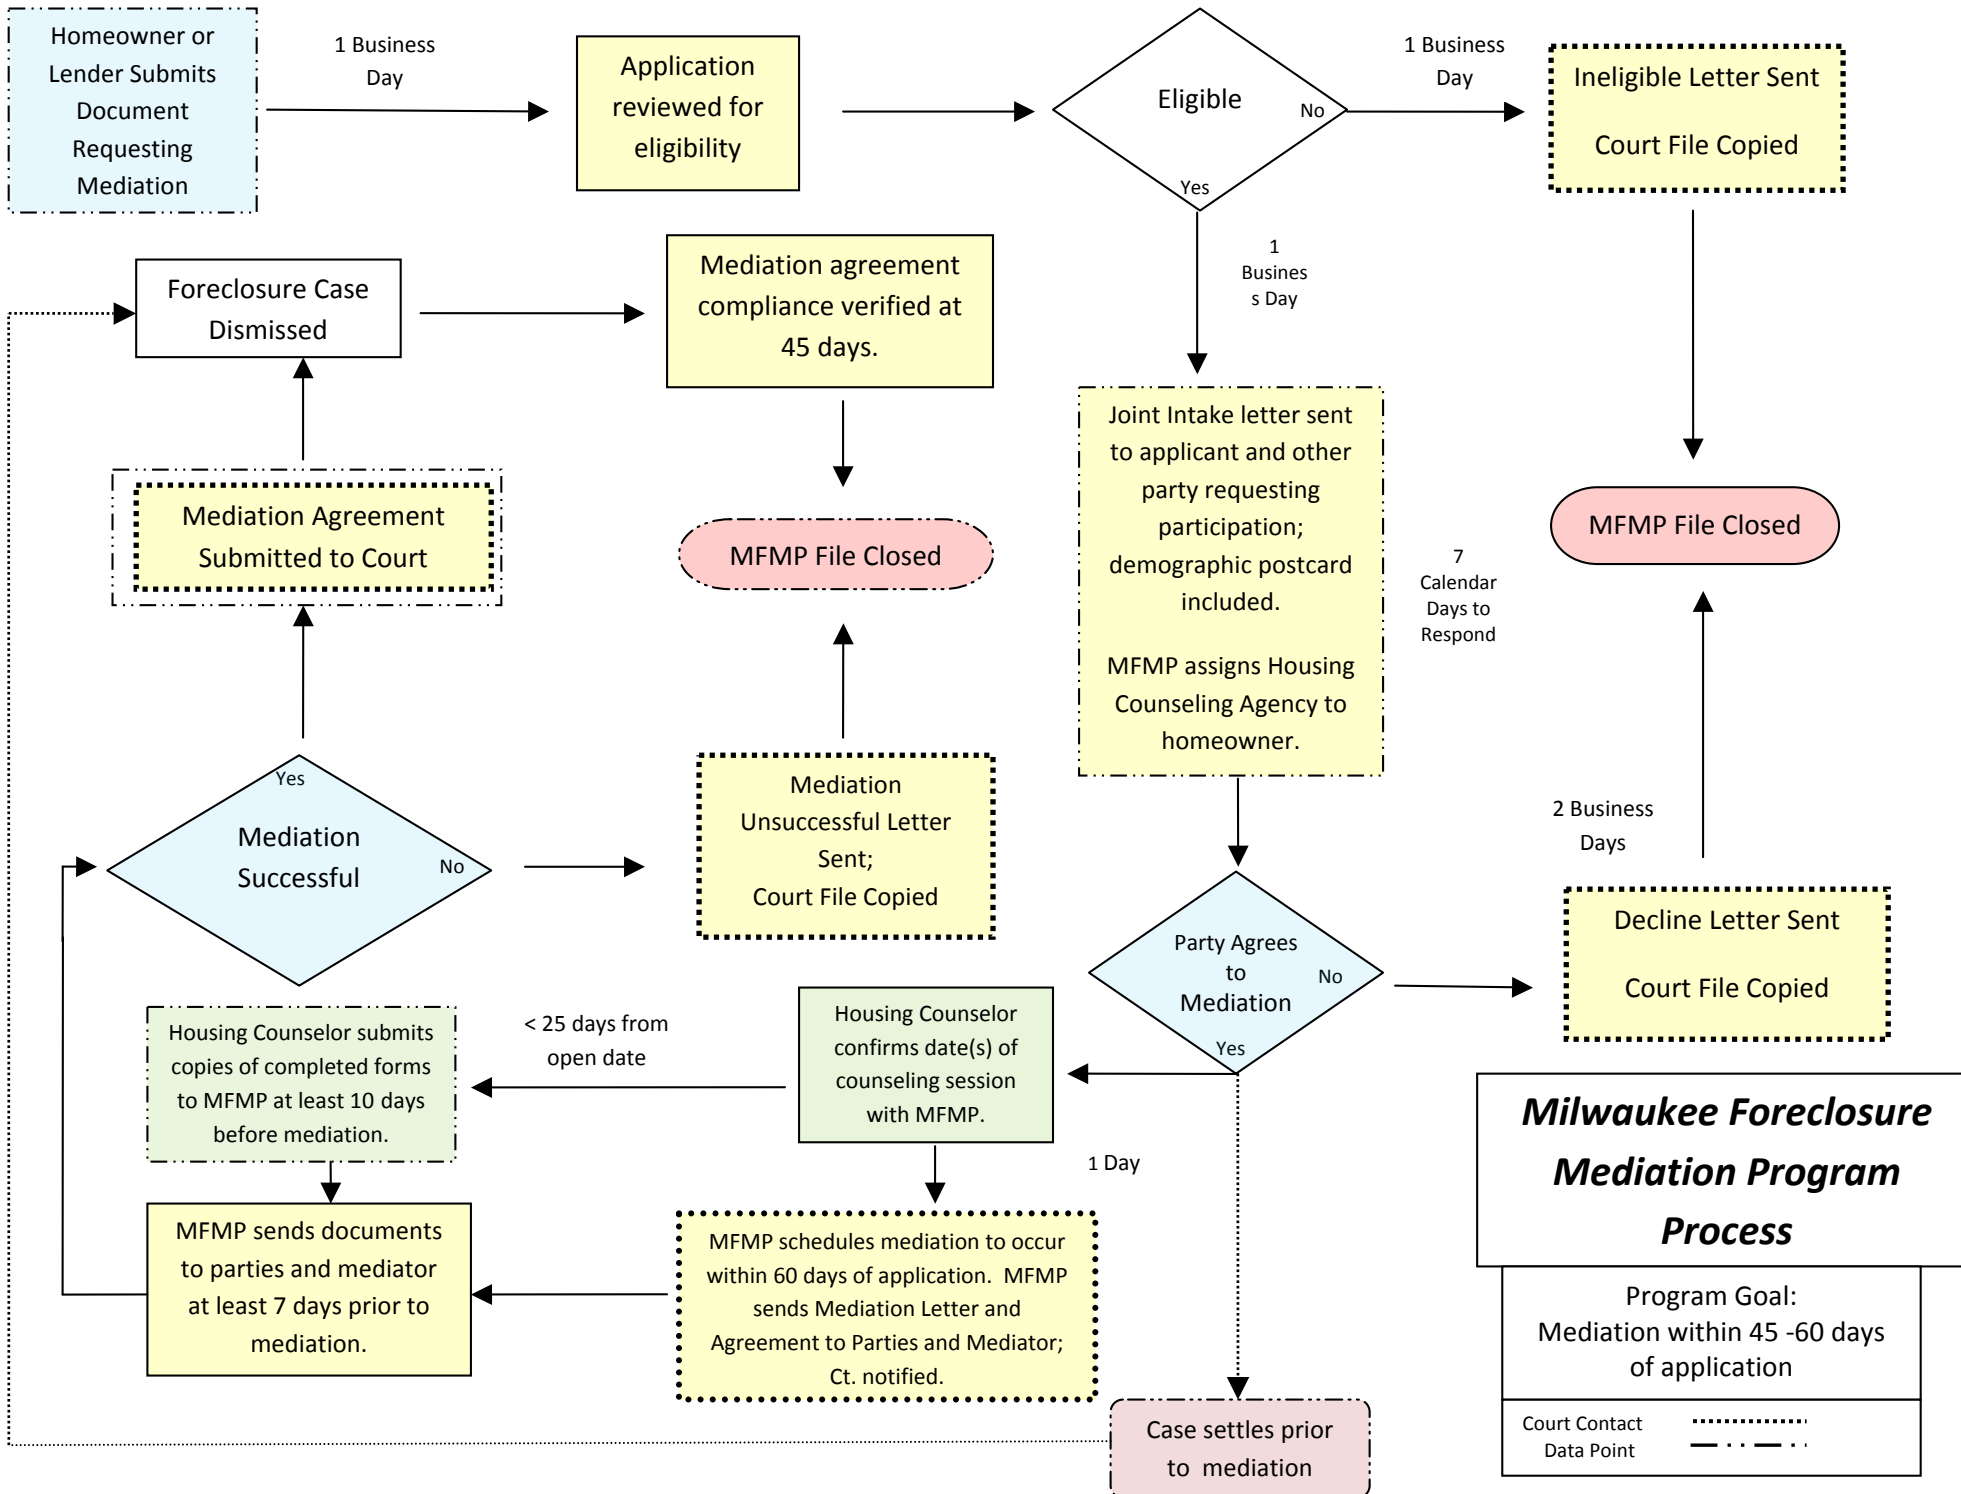 Homeowner or
Lender Submits
Document
Requesting
Mediation
1 Business
Day
Application
reviewed for
eligibility
Eligible
No
Yes
1 Business
Day
Ineligible Letter Sent
Court File Copied
1
Busines
s Day
Foreclosure Case
Dismissed
Mediation agreement
compliance verified at
45 days.
Joint Intake letter sent
to applicant and other
party requesting
participation;
demographic postcard
included.
MFMP assigns Housing
Counseling Agency to
homeowner.
7
Calendar
Days to
Respond
MFMP File Closed
Mediation Agreement
Submitted to Court
MFMP File Closed
Yes
Mediation
Successful
No
Mediation
Unsuccessful Letter
Sent;
Court File Copied
2 Business
Days
Party Agrees
to
Mediation
No
Yes
Decline Letter Sent
Court File Copied
Housing Counselor submits
copies of completed forms
to MFMP at least 10 days
before mediation.
< 25 days from
open date
Housing Counselor
confirms date(s) of
counseling session
with MFMP.
1 Day
MFMP sends documents
to parties and mediator
at least 7 days prior to
mediation.
MFMP schedules mediation to occur
within 60 days of application.  MFMP
sends Mediation Letter and
Agreement to Parties and Mediator;
Ct. notified.
Case settles prior
to  mediation
Milwaukee Foreclosure
Mediation Program
Process
Program Goal:
Mediation within 45 -60 days
of application
Court Contact
Data Point